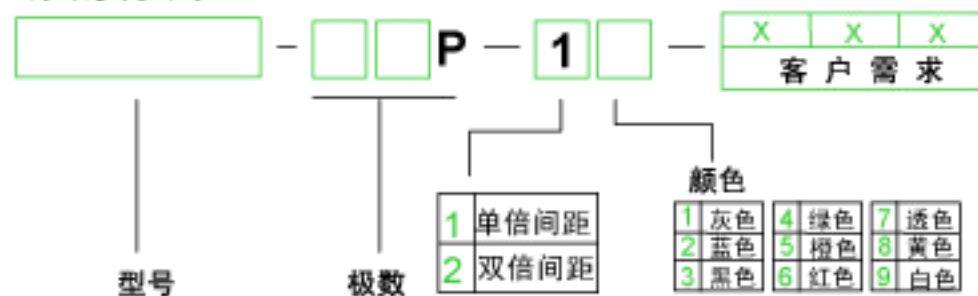 — P — 1 — X X X
客户需求
颜色
1 单倍间距
2 双倍间距
1 灰色 4 绿色 7 透色
2 蓝色 5 橙色 8 黄色
3 黑色 6 红色 9 白色
型号 极数